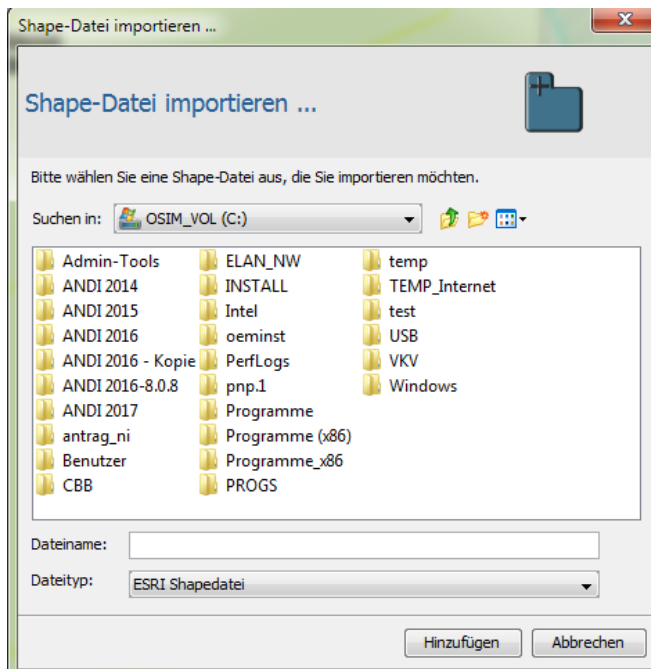 Shape-Datei importieren ...
Shape-Datei importieren ...
Bitte wählen Sie eine Shape-Datei aus, die Sie importieren möchten.
Suchen in: OSIM_VOL (C:)
Admin-Tools
ANDI 2014
ANDI 2015
ANDI 2016
ANDI 2016 - Kopie
ANDI 2016-8.0.8
ANDI 2017
antrag_ni
Benutzer
CBB
ELAN_NW
INSTALL
Intel
oeminst
PerfLogs
pnp.1
Programme
Programme (x86)
Programme_x86
PROGS
temp
TEMP_Internet
test
USB
VKV
Windows
Dateiname:
Dateityp: ESRI Shapedatei
Hinzufügen Abbrechen